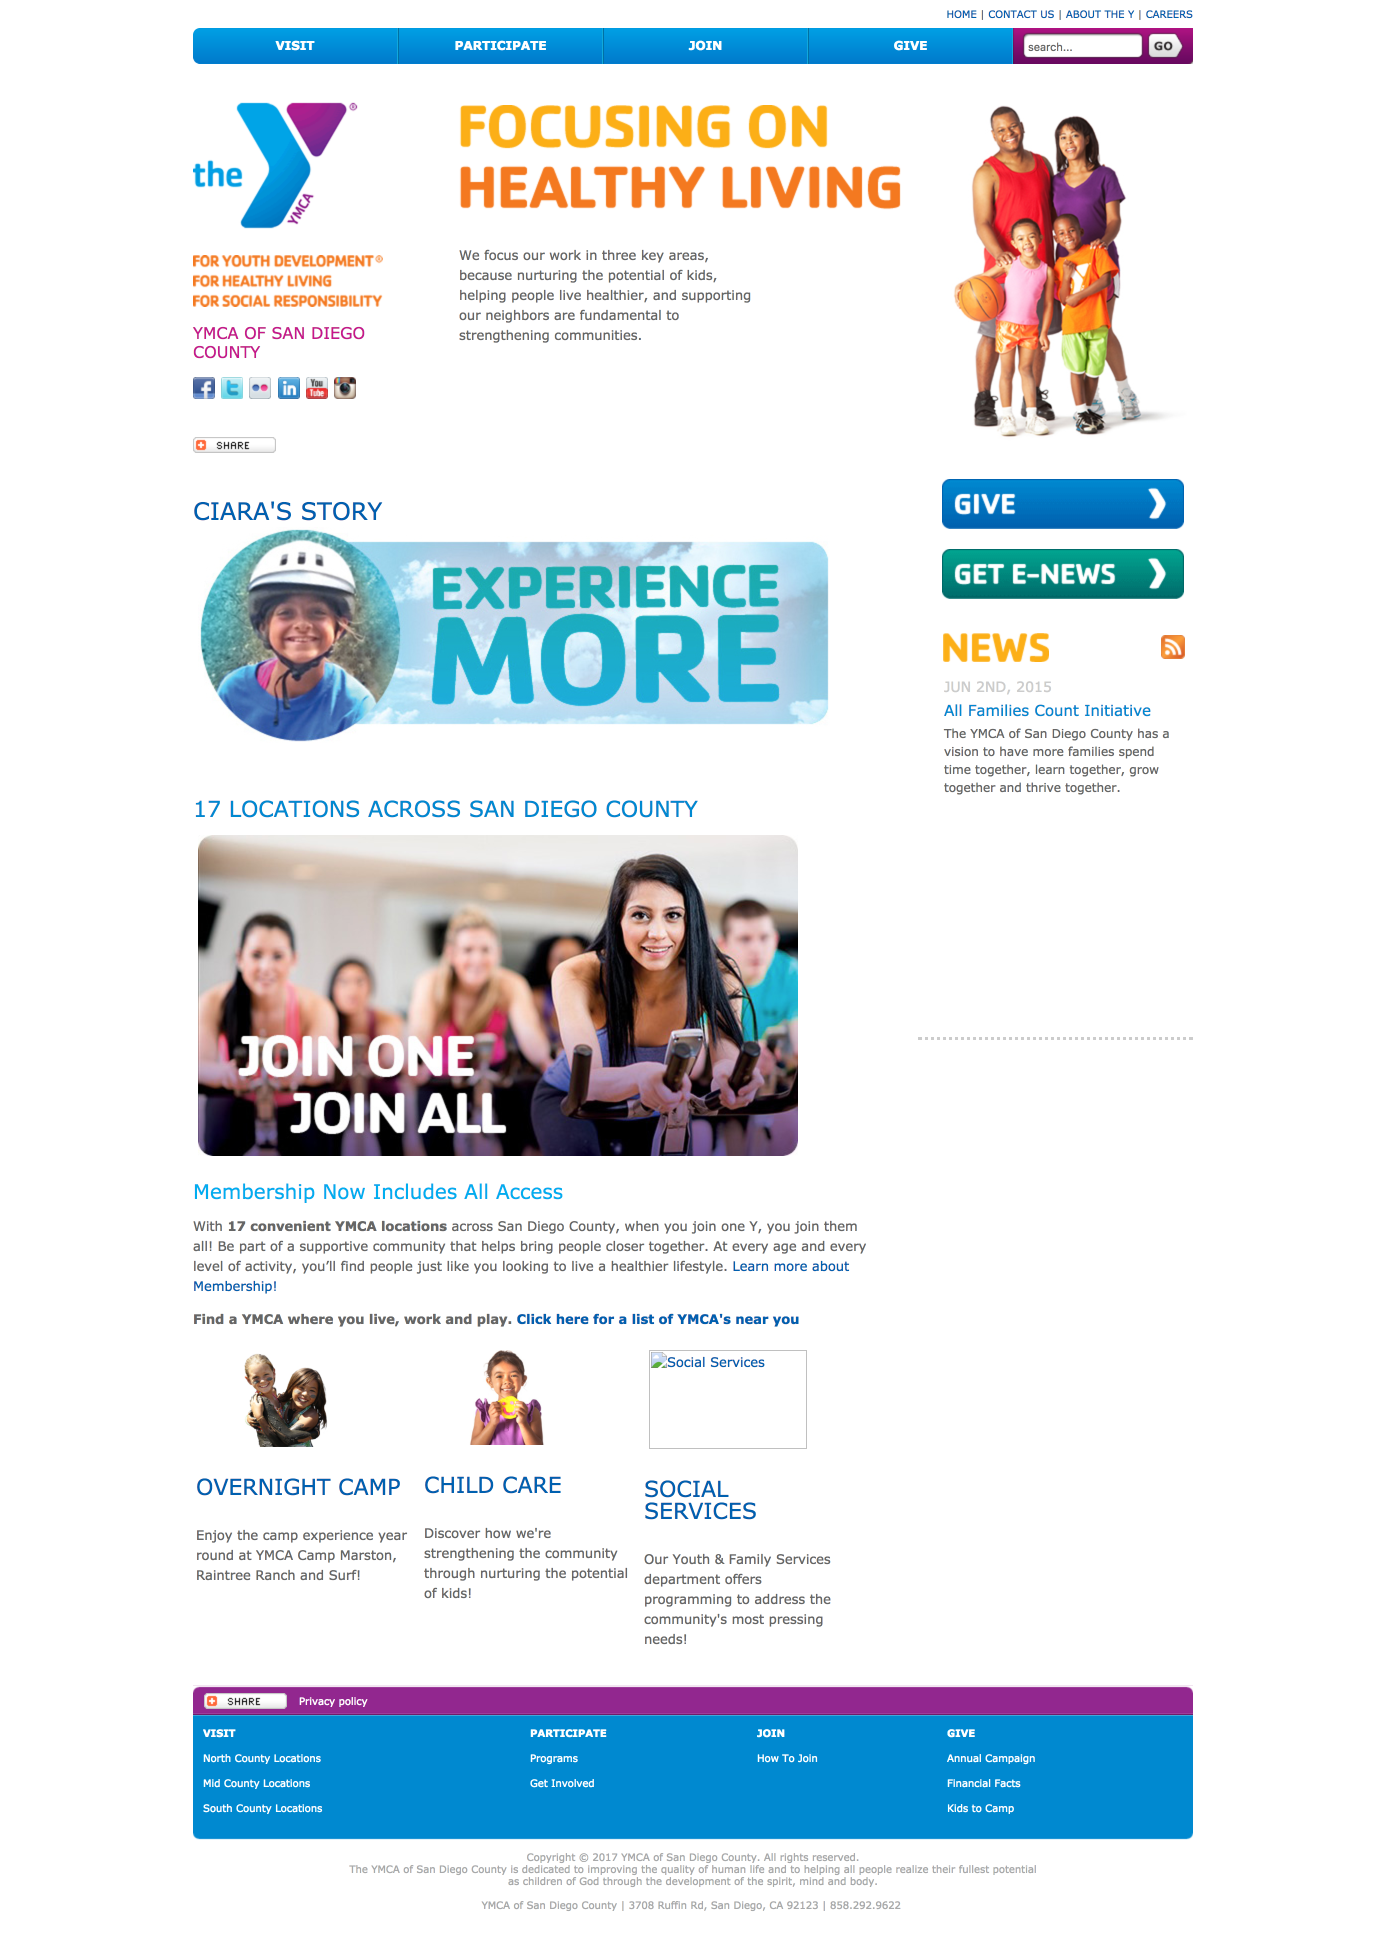 HOME | CONTACT US | ABOUT THE Y | CAREERS
VISIT
PARTICIPATE
JOIN
GIVE
search...
GO
the Y®
YMCA
FOR YOUTH DEVELOPMENT®
FOR HEALTHY LIVING
FOR SOCIAL RESPONSIBILITY
YMCA OF SAN DIEGO
COUNTY
You
Tube
SHARE
FOCUSING ON
HEALTHY LIVING
We focus our work in three key areas,
because nurturing the potential of kids,
helping people live healthier, and supporting
our neighbors are fundamental to
strengthening communities.
CIARA'S STORY
EXPERIENCE
MORE
GIVE
GET E-NEWS
NEWS
JUN 2ND, 2015
All Families Count Initiative
The YMCA of San Diego County has a
vision to have more families spend
time together, learn together, grow
together and thrive together.
17 LOCATIONS ACROSS SAN DIEGO COUNTY
JOIN ONE
JOIN ALL
Membership Now Includes All Access
With 17 convenient YMCA locations across San Diego County, when you join one Y, you join them
all! Be part of a supportive community that helps bring people closer together. At every age and every
level of activity, you’ll find people just like you looking to live a healthier lifestyle. Learn more about
Membership!
Find a YMCA where you live, work and play. Click here for a list of YMCA's near you
Social Services
OVERNIGHT CAMP
Enjoy the camp experience year
round at YMCA Camp Marston,
Raintree Ranch and Surf!
CHILD CARE
Discover how we're
strengthening the community
through nurturing the potential
of kids!
SOCIAL
SERVICES
Our Youth & Family Services
department offers
programming to address the
community's most pressing
needs!
SHARE
Privacy policy
VISIT
North County Locations
Mid County Locations
South County Locations
PARTICIPATE
Programs
Get Involved
JOIN
How To Join
GIVE
Annual Campaign
Financial Facts
Kids to Camp
Copyright © 2017 YMCA of San Diego County. All rights reserved.
The YMCA of San Diego County is dedicated to improving the quality of human life and to helping all people realize their fullest potential
as children of God through the development of the spirit, mind and body.
YMCA of San Diego County | 3708 Ruffin Rd, San Diego, CA 92123 | 858.292.9622